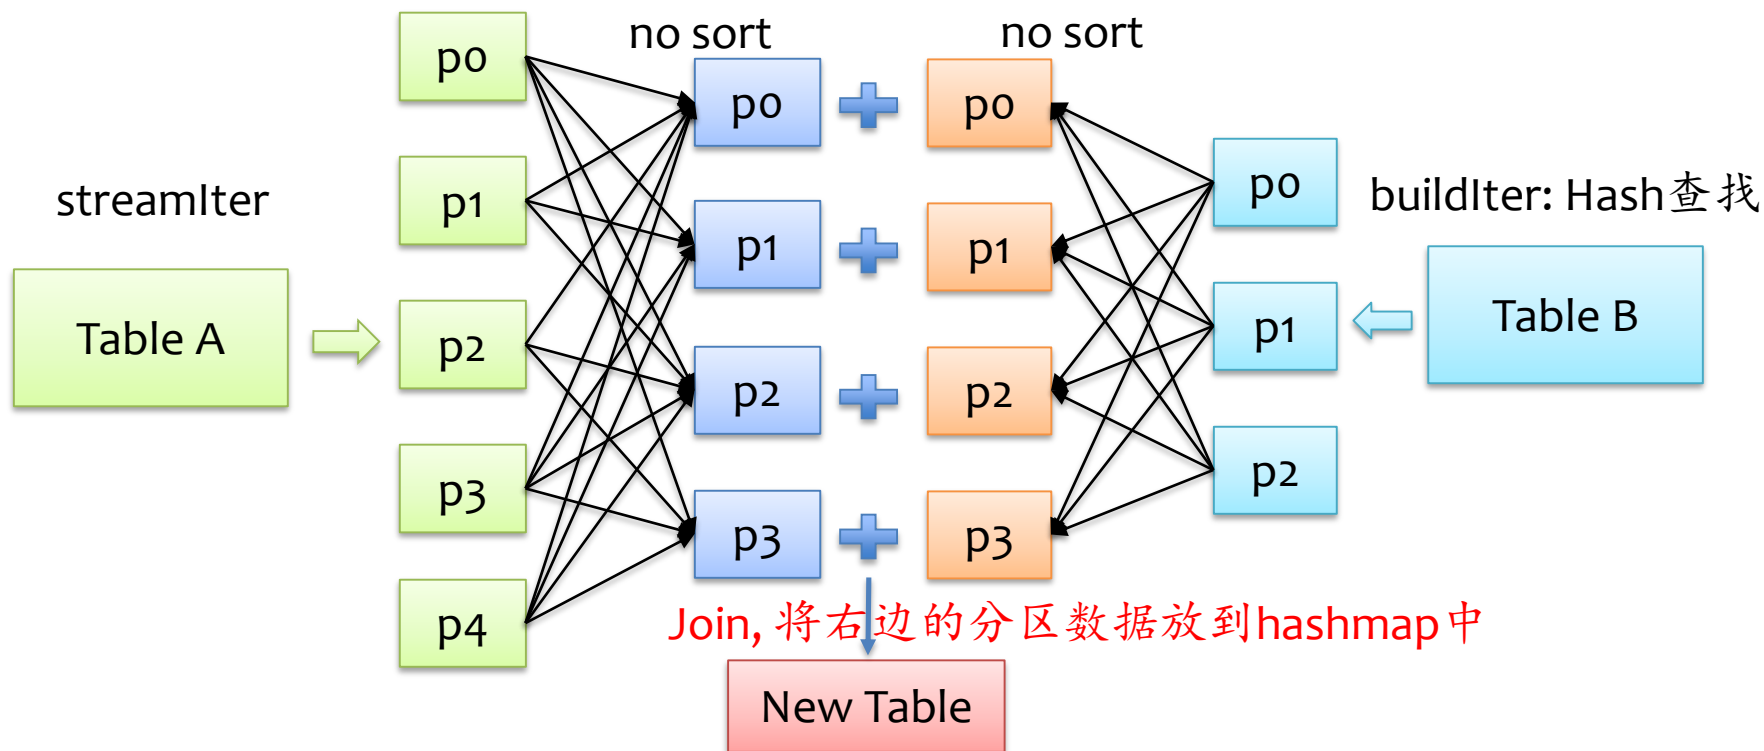 no sort
no sort
p0
p1
p2
p3
p4
streamIter
Table A
p0
p1
p2
p3
p0
p1
p2
p3
p0
p1
p2
buildIter: Hash查找
Table B
Join, 将右边的分区数据放到hashmap中
New Table